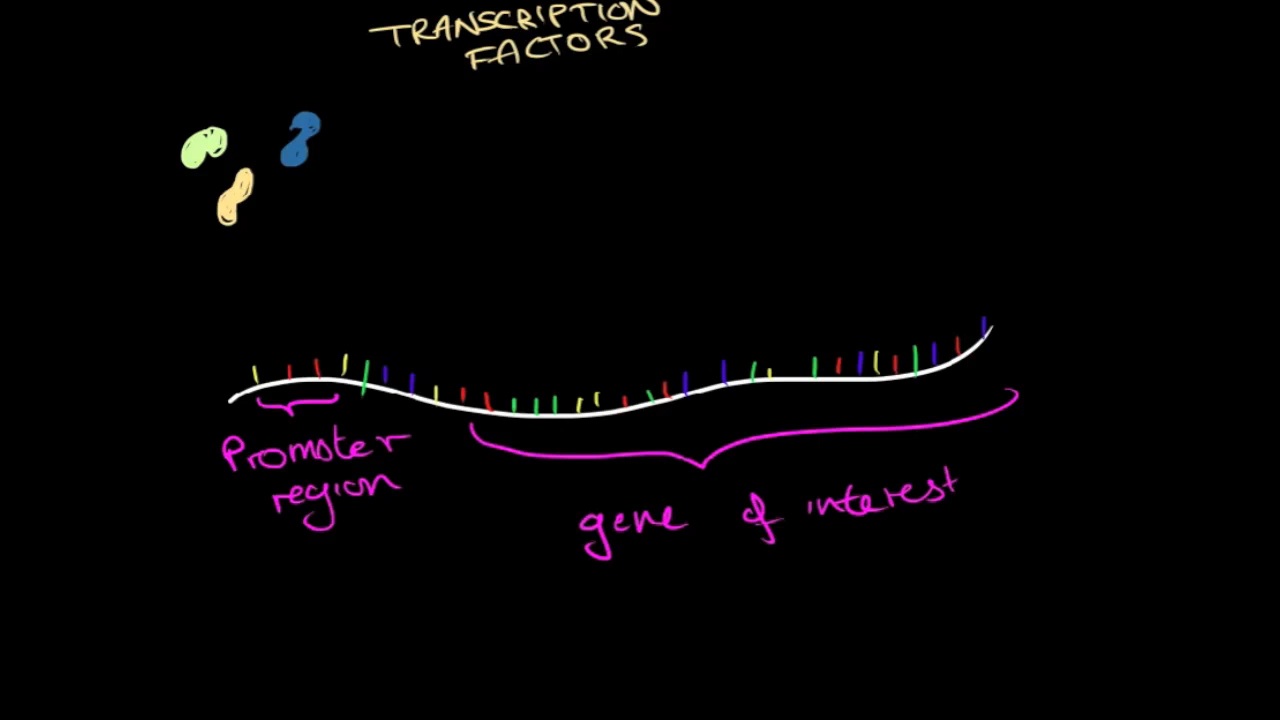 TRANSCRIPTION
FACTORS
Promoter
region
gene of interest